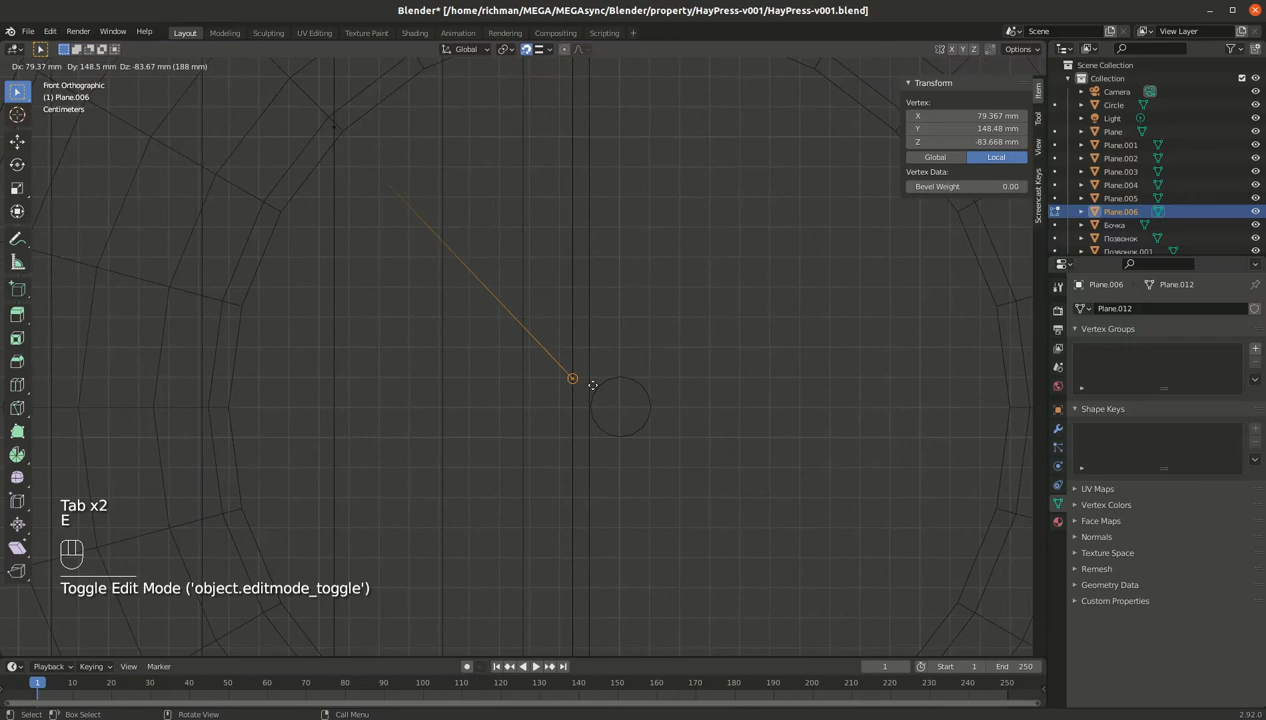 Blender* [/home/richman/MEGA/MEGAsync/Blender/property/HayPress-v001/HayPress-v001.blend]
File Edit Render Window Help Layout Modeling Sculpting UV Editing Texture Paint Shading Animation Rendering Compositing Scripting + Scene View Layer
Global X Y Z Options
Dx: 79.37 mm Dy: 148.5 mm Dz: -83.67 mm (188 mm)
Front Orthographic
(1) Plane.006
Centimeters
Transform
Vertex:
X 79.367 mm
Y 148.48 mm
Z -83.668 mm
Global Local
Vertex Data:
Bevel Weight 0.00
Item
Tool
View
Screencast Keys
Scene Collection
Collection
Camera
Circle
Light
Plane
Plane.001
Plane.002
Plane.003
Plane.004
Plane.005
Plane.006
Бочка
Позвонок
Позвонок.001
Plane.006 Plane.012
Plane.012
Vertex Groups
Shape Keys
UV Maps
Vertex Colors
Face Maps
Normals
Texture Space
Remesh
Geometry Data
Custom Properties
Tab x2
E
Toggle Edit Mode ('object.editmode_toggle')
Playback Keying View Marker 1 Start 1 End 250
1 10 20 30 40 50 60 70 80 90 100 110 120 130 140 150 160 170 180 190 200 210 220 230 240 250
Select Box Select Rotate View Call Menu 2.92.0